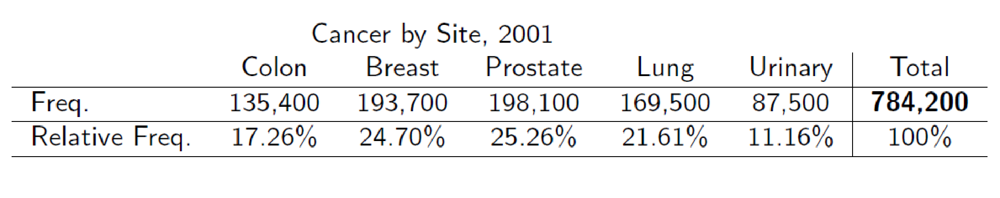 Cancer by Site, 2001
Colon Breast Prostate Lung Urinary Total
Freq. 135,400 193,700 198,100 169,500 87,500 784,200
Relative Freq. 17.26% 24.70% 25.26% 21.61% 11.16% 100%